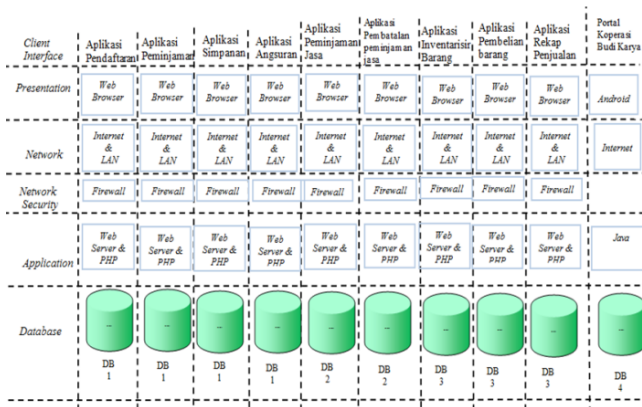 Client Interface
Aplikasi Pendaftaran
Aplikasi Peminjaman
Aplikasi Simpanan
Aplikasi Angsuran
Aplikasi Peminjaman Jasa
Aplikasi Pembatalan peminjaman jasa
Aplikasi Inventarisir Barang
Aplikasi Pembelian barang
Aplikasi Rekap Penjualan
Portal Koperasi Budi Karya
Presentation
Web Browser
Web Browser
Web Browser
Web Browser
Web Browser
Web Browser
Web Browser
Web Browser
Web Browser
Android
Network
Internet & LAN
Internet & LAN
Internet & LAN
Internet & LAN
Internet & LAN
Internet & LAN
Internet & LAN
Internet & LAN
Internet & LAN
Internet
Network Security
Firewall
Firewall
Firewall
Firewall
Firewall
Firewall
Firewall
Firewall
Firewall
Application
Web Server & PHP
Web Server & PHP
Web Server & PHP
Web Server & PHP
Web Server & PHP
Web Server & PHP
Web Server & PHP
Web Server & PHP
Web Server & PHP
Java
Database
DB 1
DB 1
DB 1
DB 1
DB 2
DB 2
DB 3
DB 3
DB 3
DB 4